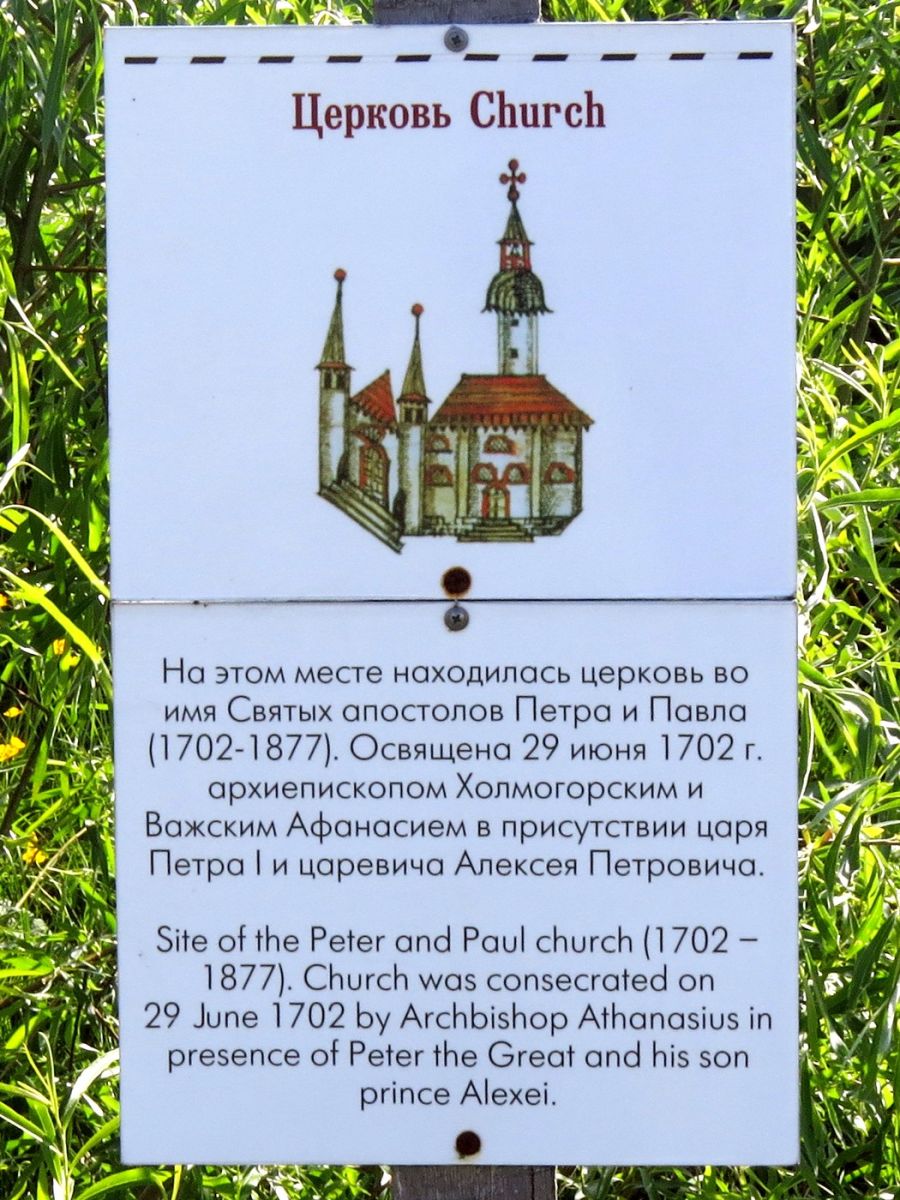 Церковь Church
На этом месте находилась церковь во
имя Святых апостолов Петра и Павла
(1702-1877). Освящена 29 июня 1702 г.
архиепископом Холмогорским и
Важским Афанасием в присутствии царя
Петра I и царевича Алексея Петровича.
Site of the Peter and Paul church (1702 –
1877). Church was consecrated on
29 June 1702 by Archbishop Athanasius in
presence of Peter the Great and his son
prince Alexei.